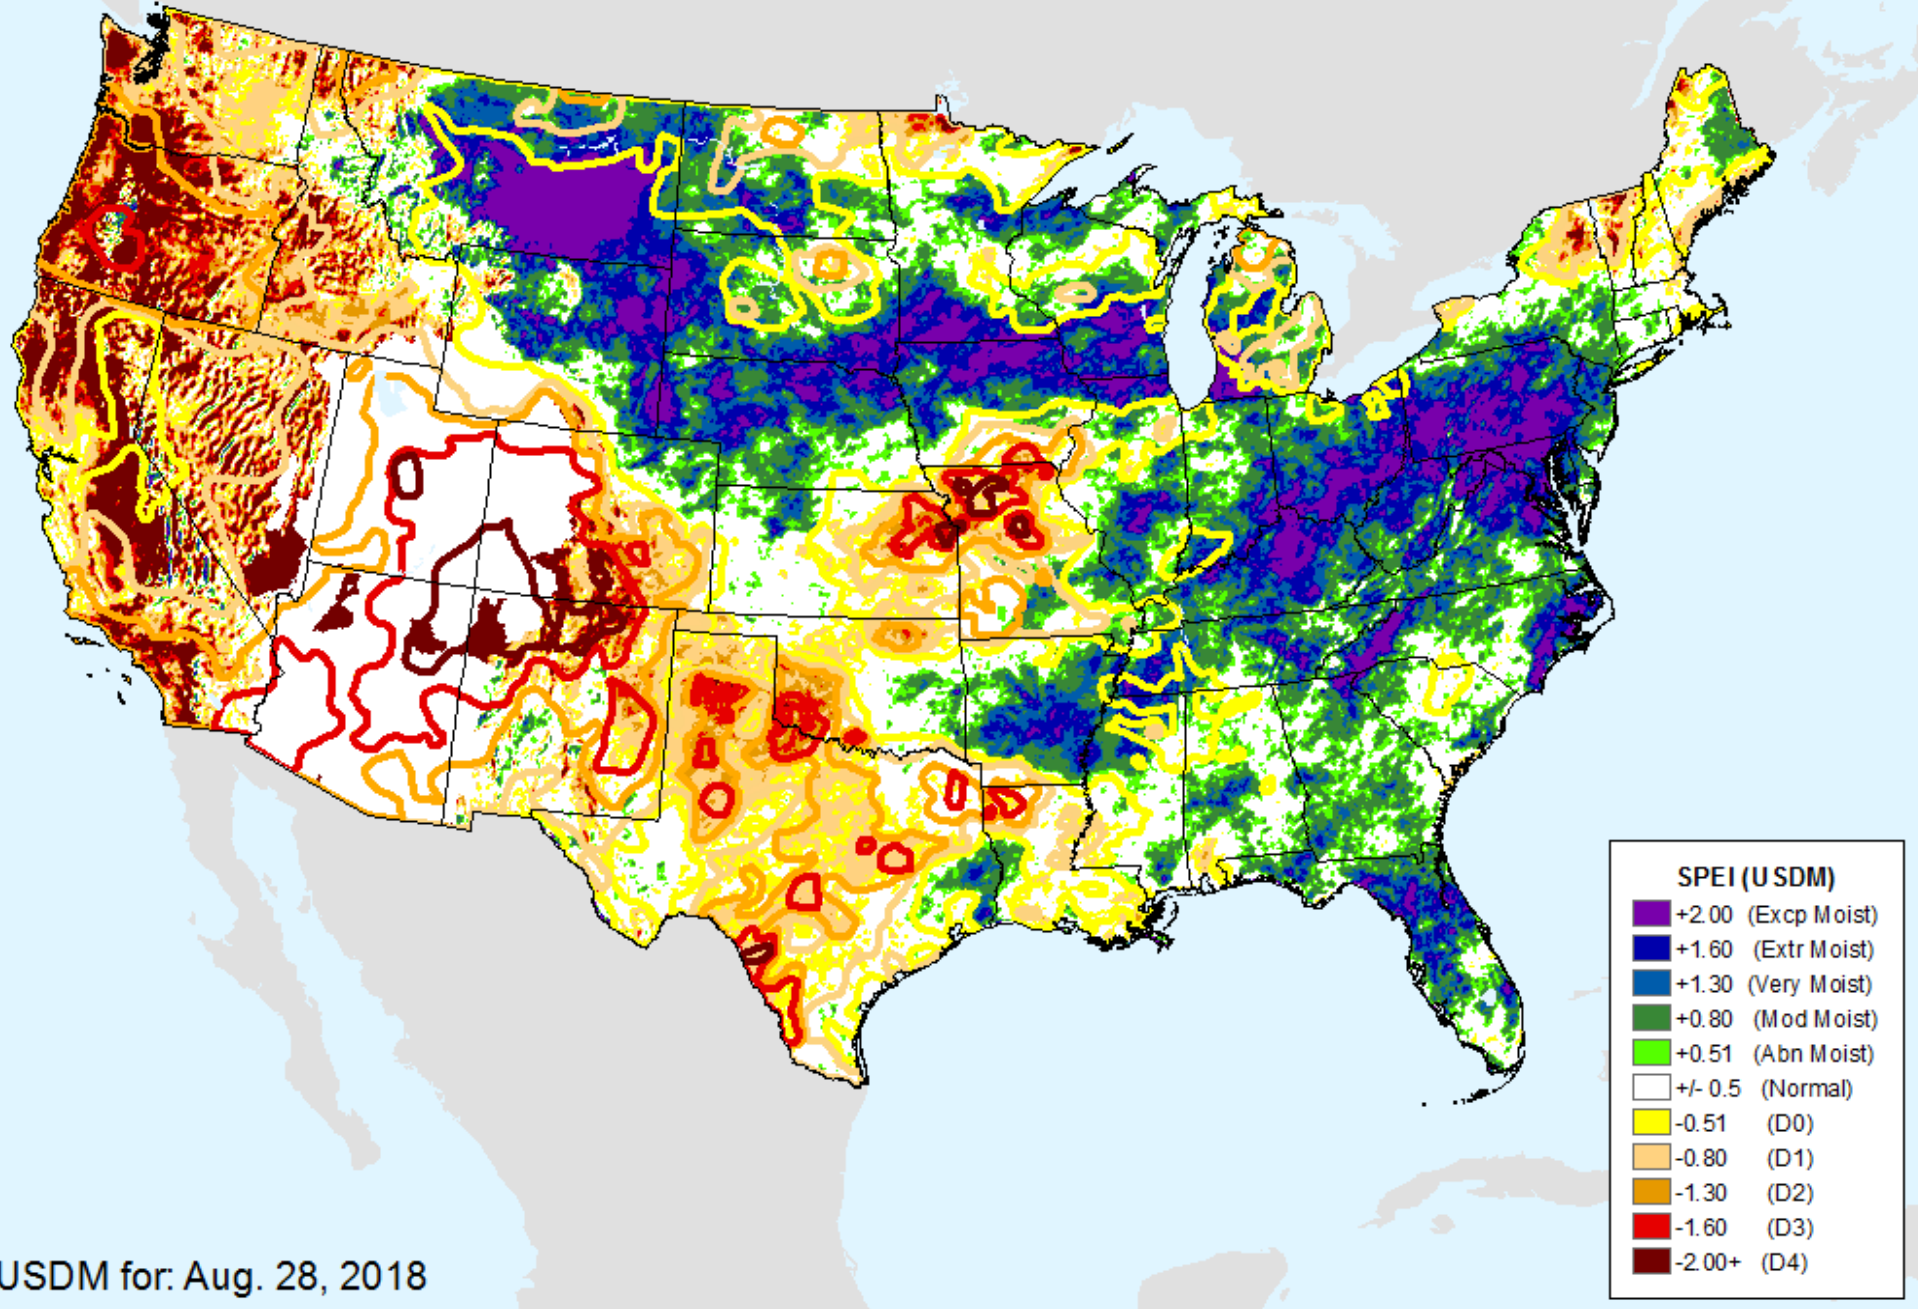 SPEI (USDM)
+2.00 (Excp Moist)
+1.60 (Extr Moist)
+1.30 (Very Moist)
+0.80 (Mod Moist)
+0.51 (Abn Moist)
+/- 0.5 (Normal)
-0.51 (D0)
-0.80 (D1)
-1.30 (D2)
-1.60 (D3)
-2.00+ (D4)
USDM for: Aug. 28, 2018